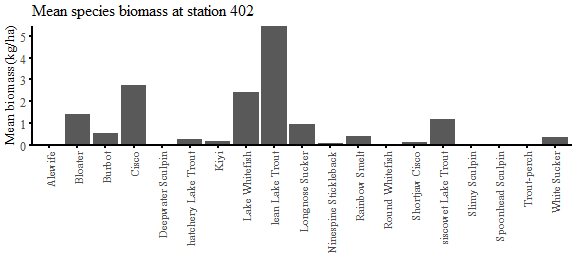 Mean species biomass at station 402
Mean biomass (kg/ha)
5
4
3
2
1
0
Alewife
Bloater
Burbot
Cisco
Deepwater Sculpin
hatchery Lake Trout
Kiyi
Lake Whitefish
lean Lake Trout
Longnose Sucker
Ninespine Stickleback
Rainbow Smelt
Round Whitefish
Shortjaw Cisco
siscowet Lake Trout
Slimy Sculpin
Spoonhead Sculpin
Trout-perch
White Sucker